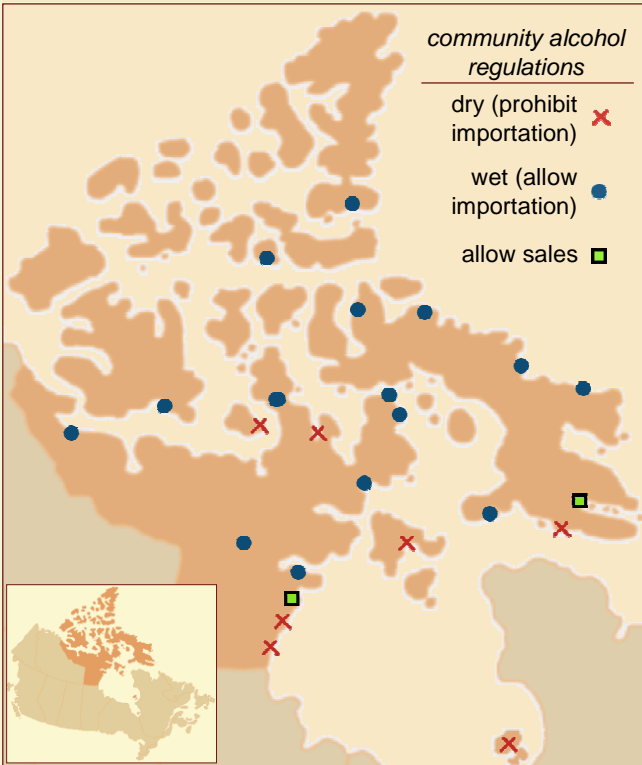 community alcohol
regulations
dry (prohibit
importation)
wet (allow
importation)
allow sales